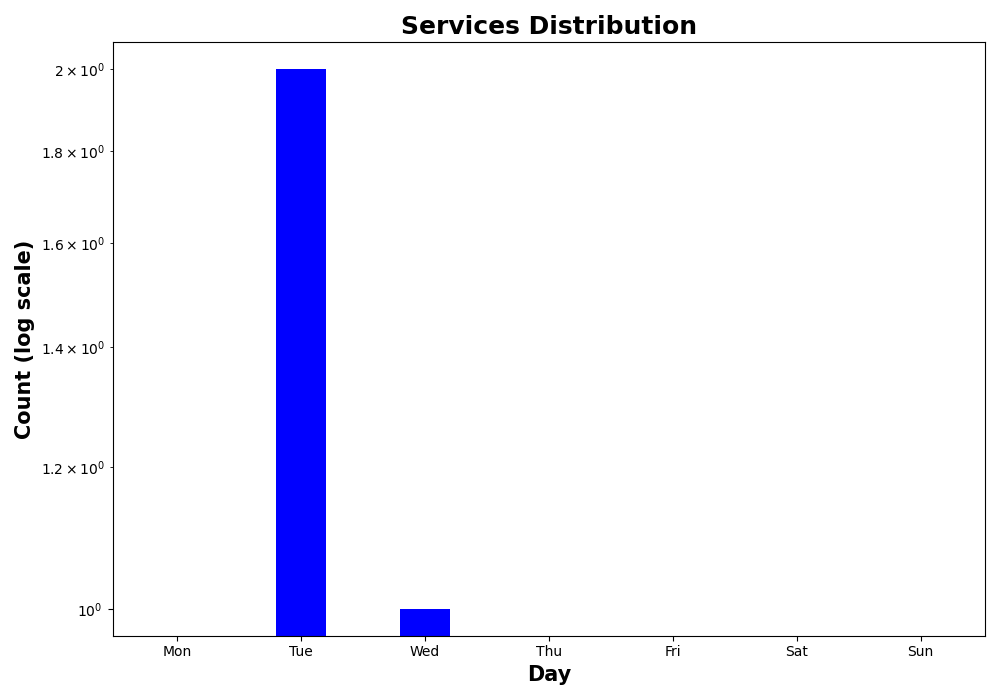 Services Distribution
Count (log scale)
2 × 10⁰
1.8 × 10⁰
1.6 × 10⁰
1.4 × 10⁰
1.2 × 10⁰
10⁰
Mon Tue Wed Thu Fri Sat Sun
Day